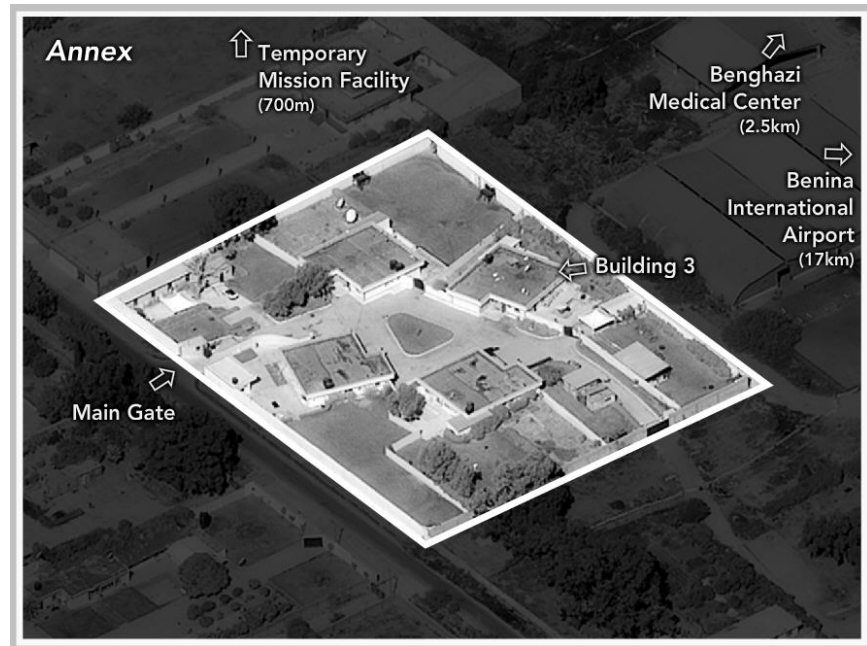 Annex
Temporary
Mission Facility
(700m)
Benghazi
Medical Center
(2.5km)
Benina
International
Airport
(17km)
Building 3
Main Gate